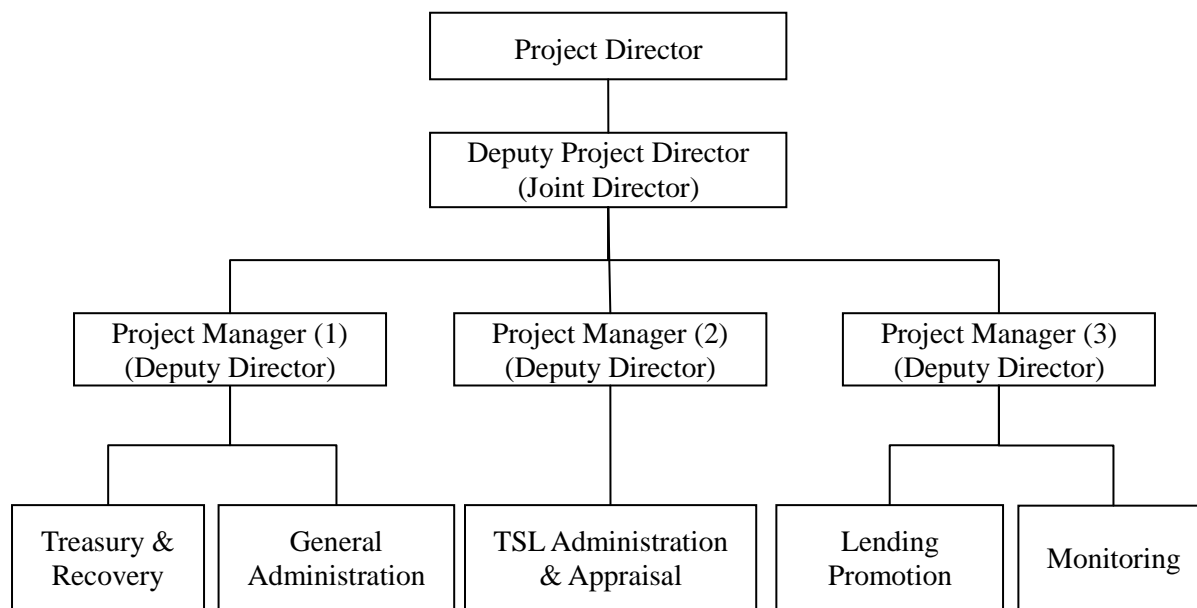 Project Director
Deputy Project Director
(Joint Director)
Project Manager (1)
(Deputy Director)
Project Manager (2)
(Deputy Director)
Project Manager (3)
(Deputy Director)
Treasury &
Recovery
General
Administration
TSL Administration
& Appraisal
Lending
Promotion
Monitoring